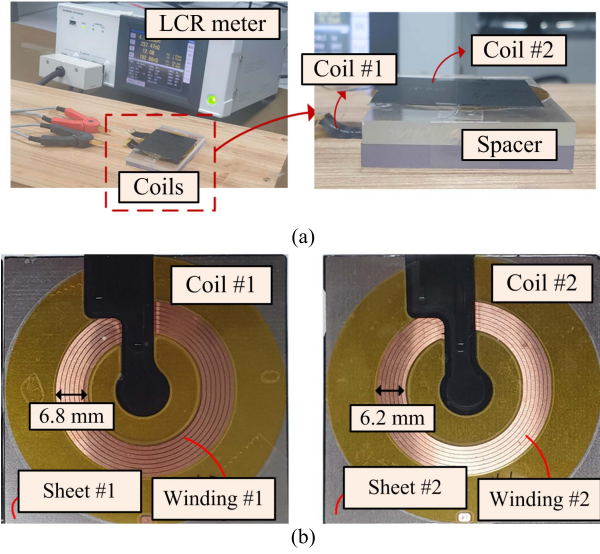 LCR meter
Coils
Coil #1
Coil #2
Spacer
(a)
Coil #1
6.8 mm
Sheet #1
Winding #1
Coil #2
6.2 mm
Sheet #2
Winding #2
(b)